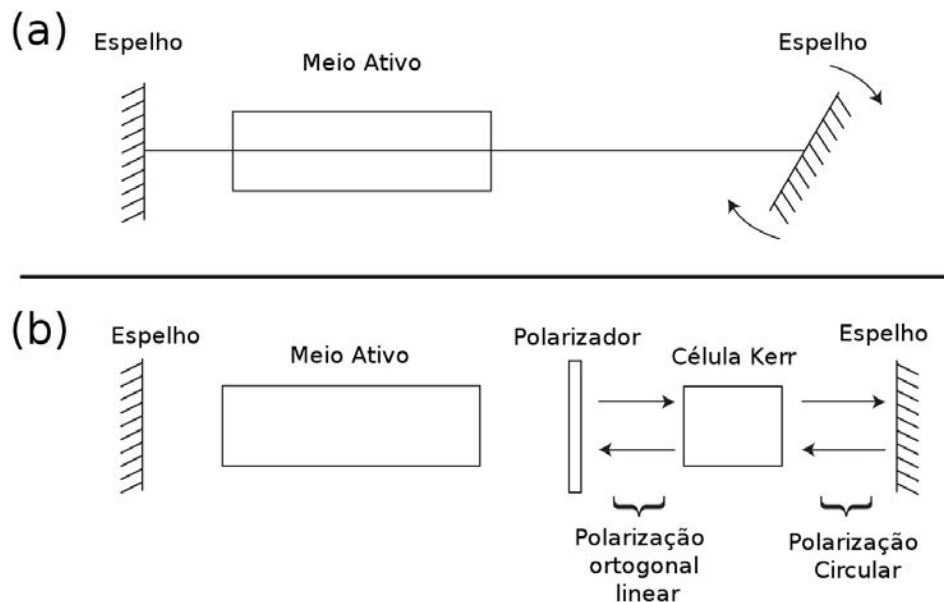 (a)
Espelho
Meio Ativo
Espelho
(b)
Espelho
Meio Ativo
Polarizador
Célula Kerr
Espelho
Polarização
ortogonal
linear
Polarização
Circular